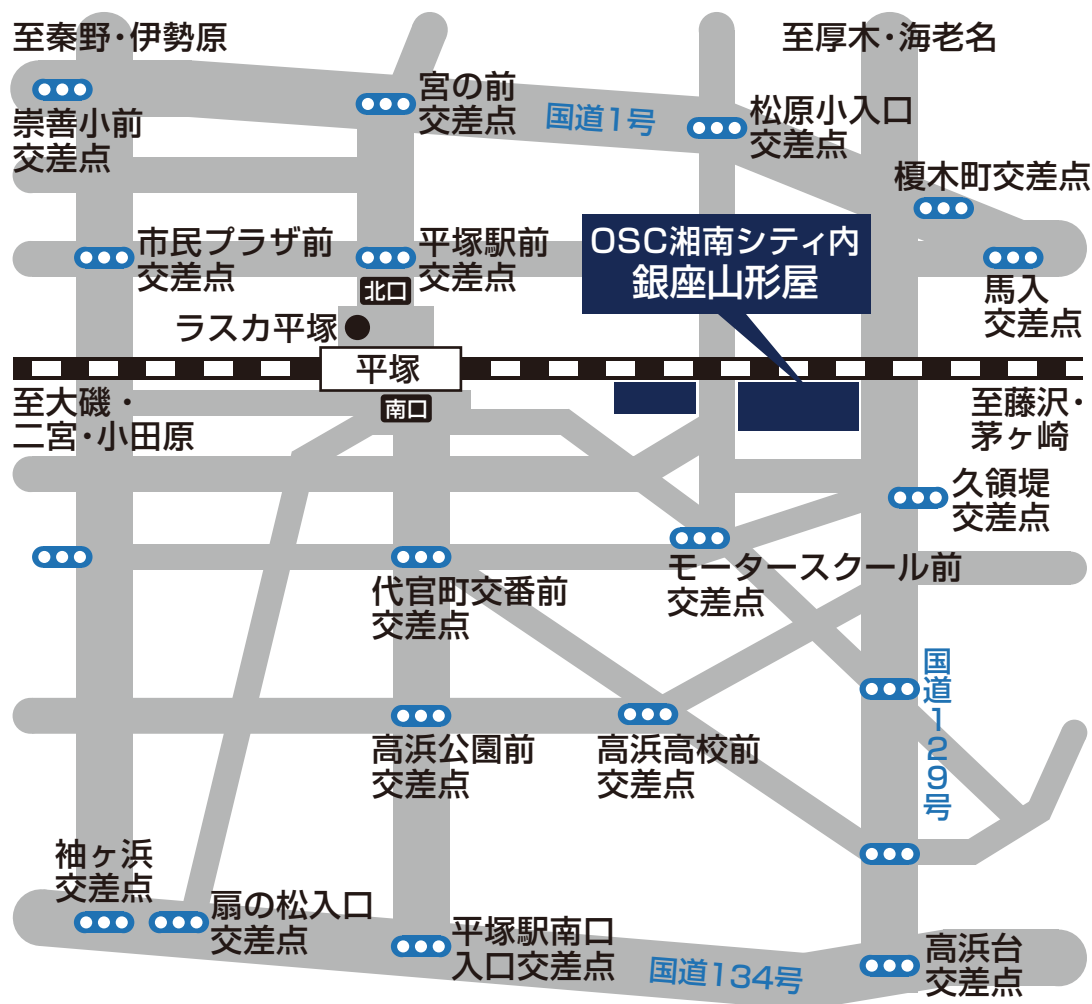 至秦野・伊勢原
至厚木・海老名
崇善小前
交差点
宮の前
交差点
国道1号
松原小入口
交差点
榎木町交差点
市民プラザ前
交差点
平塚駅前
交差点
OSC湘南シティ内
銀座山形屋
馬入
交差点
北口
ラスカ平塚
平塚
南口
至大磯・
二宮・小田原
至藤沢・
茅ヶ崎
久領堤
交差点
モータースクール前
交差点
代官町交番前
交差点
国道129号
高浜公園前
交差点
高浜高校前
交差点
袖ヶ浜
交差点
扇の松入口
交差点
平塚駅南口
入口交差点
国道134号
高浜台
交差点